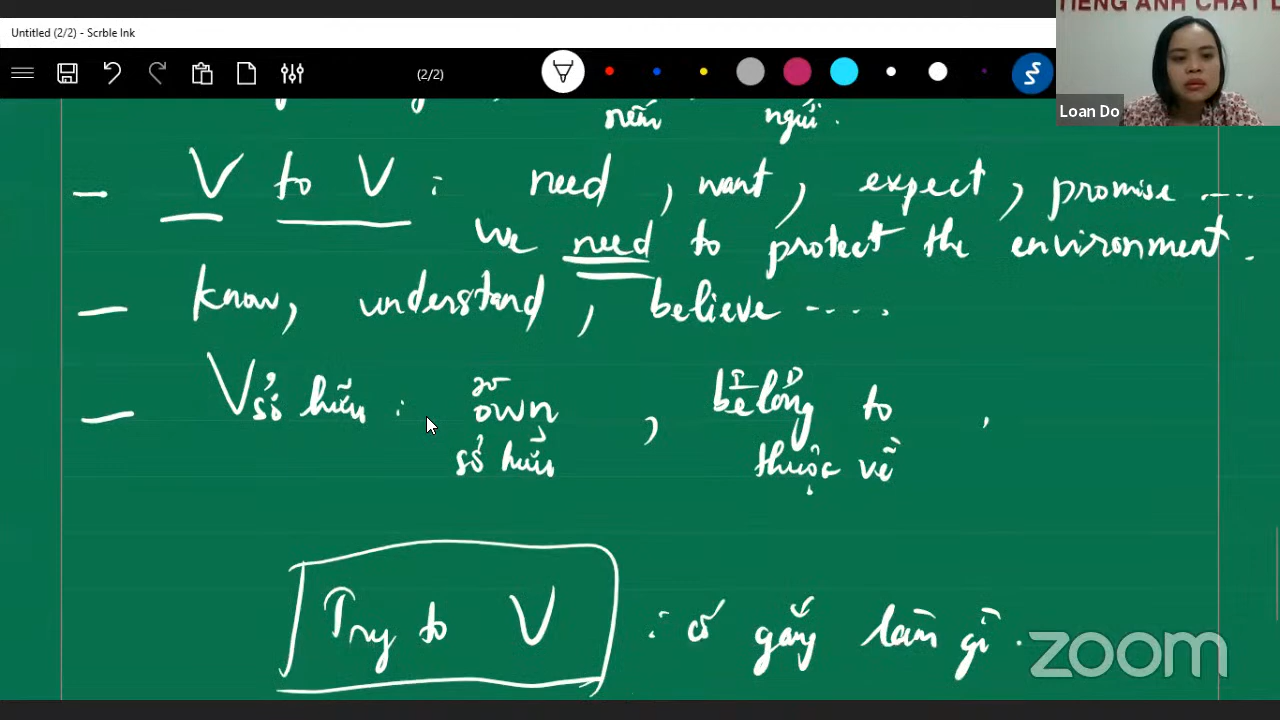 TIẾNG ANH CHẤT L
Untitled (2/2) - Scrble Ink
(2/2)
Loan Do
nếm ngửi.
- V to V : need, want, expect, promise ....
We need to protect the environment.
- know, understand, believe ....
- V sở hữu : own, belong to,
sở hữu thuộc về
Try to V : cố gắng làm gì.
zoom